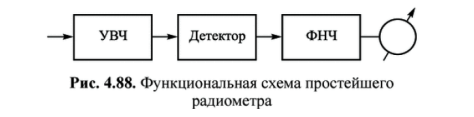 УВЧ Детектор ФНЧ
Рис. 4.88. Функциональная схема простейшего
радиометра